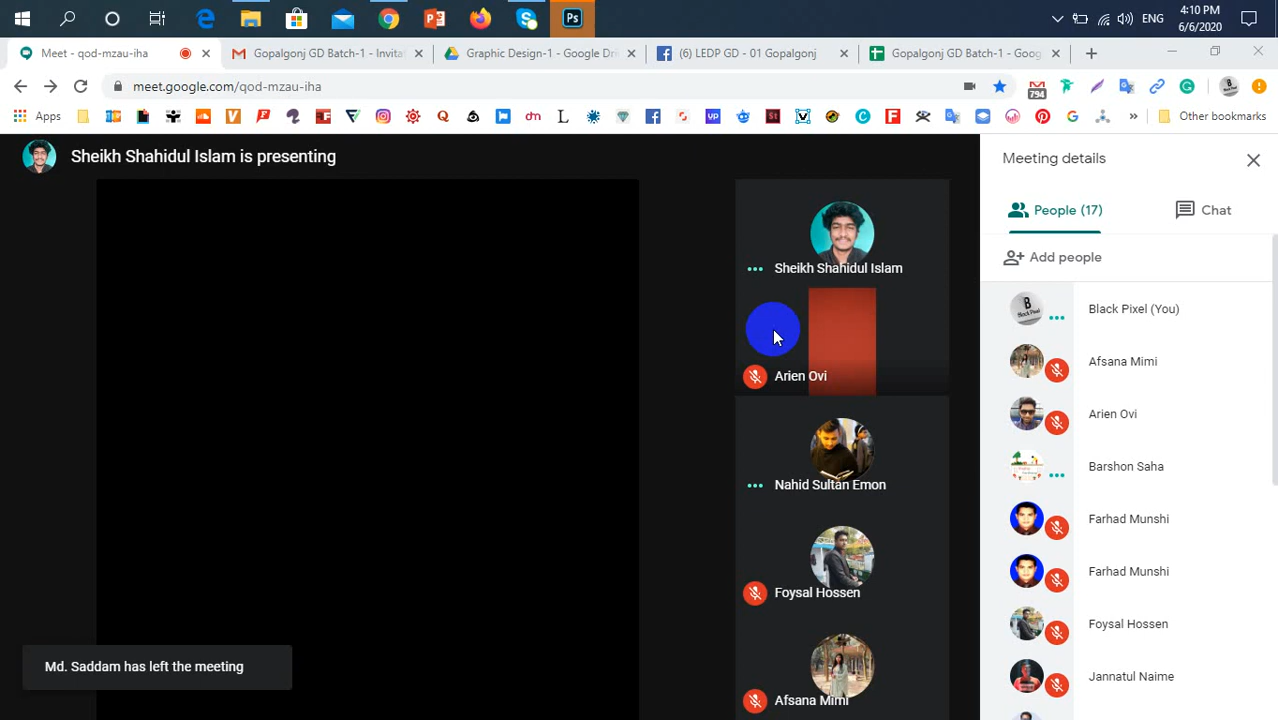 4:10 PM
ENG
6/6/2020
Meet - qod-mzau-iha
Gopalgonj GD Batch-1 - Invitat
Graphic Design-1 - Google Dri
(6) LEDP GD - 01 Gopalgonj
Gopalgonj GD Batch-1 - Goog
meet.google.com/qod-mzau-iha
794
Apps
Other bookmarks
Sheikh Shahidul Islam is presenting
Meeting details
People (17)
Chat
Add people
Sheikh Shahidul Islam
Arien Ovi
Nahid Sultan Emon
Foysal Hossen
Afsana Mimi
Black Pixel (You)
Afsana Mimi
Arien Ovi
Barshon Saha
Farhad Munshi
Farhad Munshi
Foysal Hossen
Jannatul Naime
Md. Saddam has left the meeting